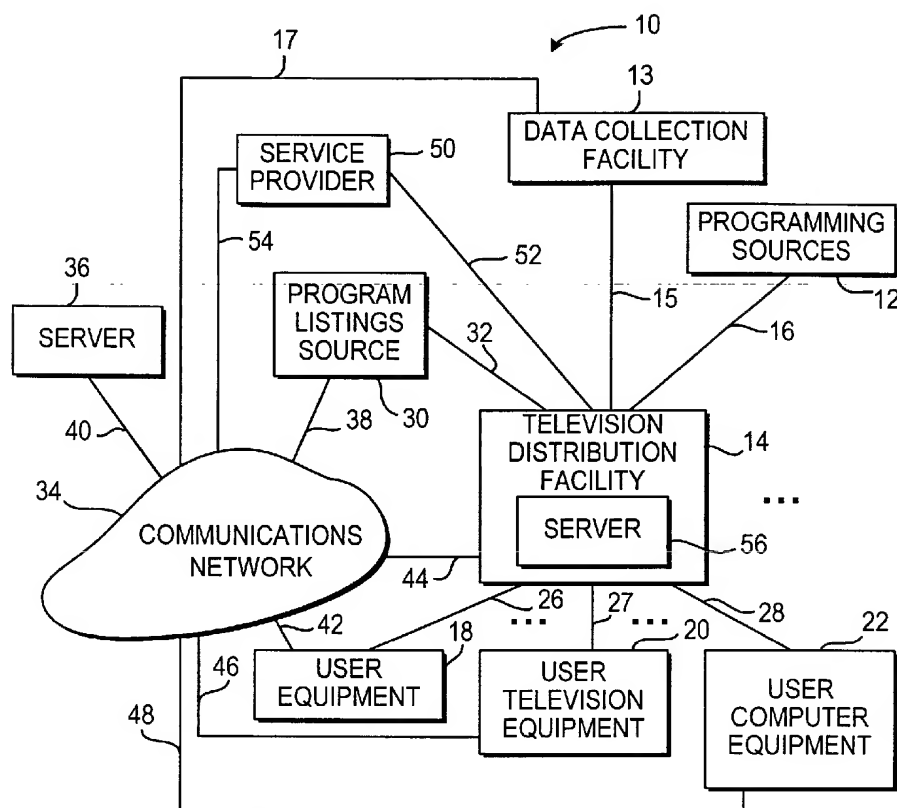 10
17
13
DATA COLLECTION
FACILITY
SERVICE
PROVIDER
50
54
52
PROGRAMMING
SOURCES
12
36
SERVER
PROGRAM
LISTINGS
SOURCE
32
15
16
40
38
30
TELEVISION
DISTRIBUTION
FACILITY
14
34
SERVER
56
...
COMMUNICATIONS
NETWORK
44
42
26
...
27
...
28
18
20
22
46
USER
EQUIPMENT
USER
TELEVISION
EQUIPMENT
USER
COMPUTER
EQUIPMENT
48